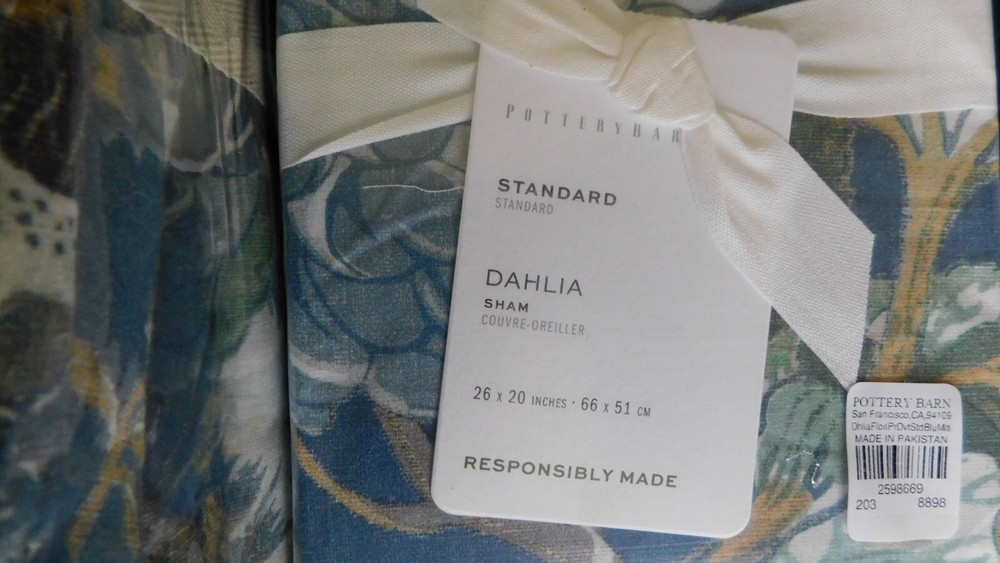 POTTERYBAR
STANDARD
STANDARD
DAHLIA
SHAM
COUVRE-OREILLER
26 x 20 INCHES · 66 x 51 CM
RESPONSIBLY MADE
POTTERY BARN
San Francisco,CA,94109
DhliaFlorlPrDvtStdBluMlti
MADE IN PAKISTAN
2598669
203 8898